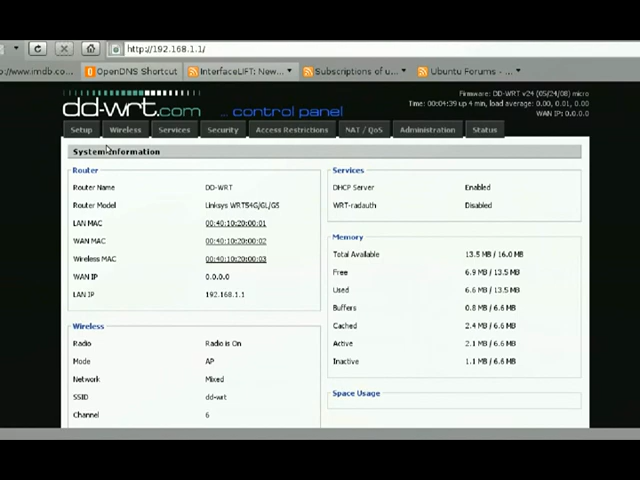 http://192.168.1.1/
//www.imdb.co... OpenDNS Shortcut InterfaceLIFT: New... Subscriptions of u... Ubuntu Forums - ...
Firmware: DD-WRT v24 (05/24/08) micro
Time: 00:04:39 up 4 min, load average: 0.00, 0.01, 0.00
WAN IP: 0.0.0.0
dd-wrt.com ... control panel
Setup Wireless Services Security Access Restrictions NAT / QoS Administration Status
System Information
Router
Router Name DD-WRT
Router Model Linksys WRT54G/GL/GS
LAN MAC 00:40:10:20:00:01
WAN MAC 00:40:10:20:00:02
Wireless MAC 00:40:10:20:00:03
WAN IP 0.0.0.0
LAN IP 192.168.1.1
Wireless
Radio Radio is On
Mode AP
Network Mixed
SSID dd-wrt
Channel 6
Services
DHCP Server Enabled
WRT-radauth Disabled
Memory
Total Available 13.5 MB / 16.0 MB
Free 6.9 MB / 13.5 MB
Used 6.6 MB / 13.5 MB
Buffers 0.8 MB / 6.6 MB
Cached 2.4 MB / 6.6 MB
Active 2.1 MB / 6.6 MB
Inactive 1.1 MB / 6.6 MB
Space Usage